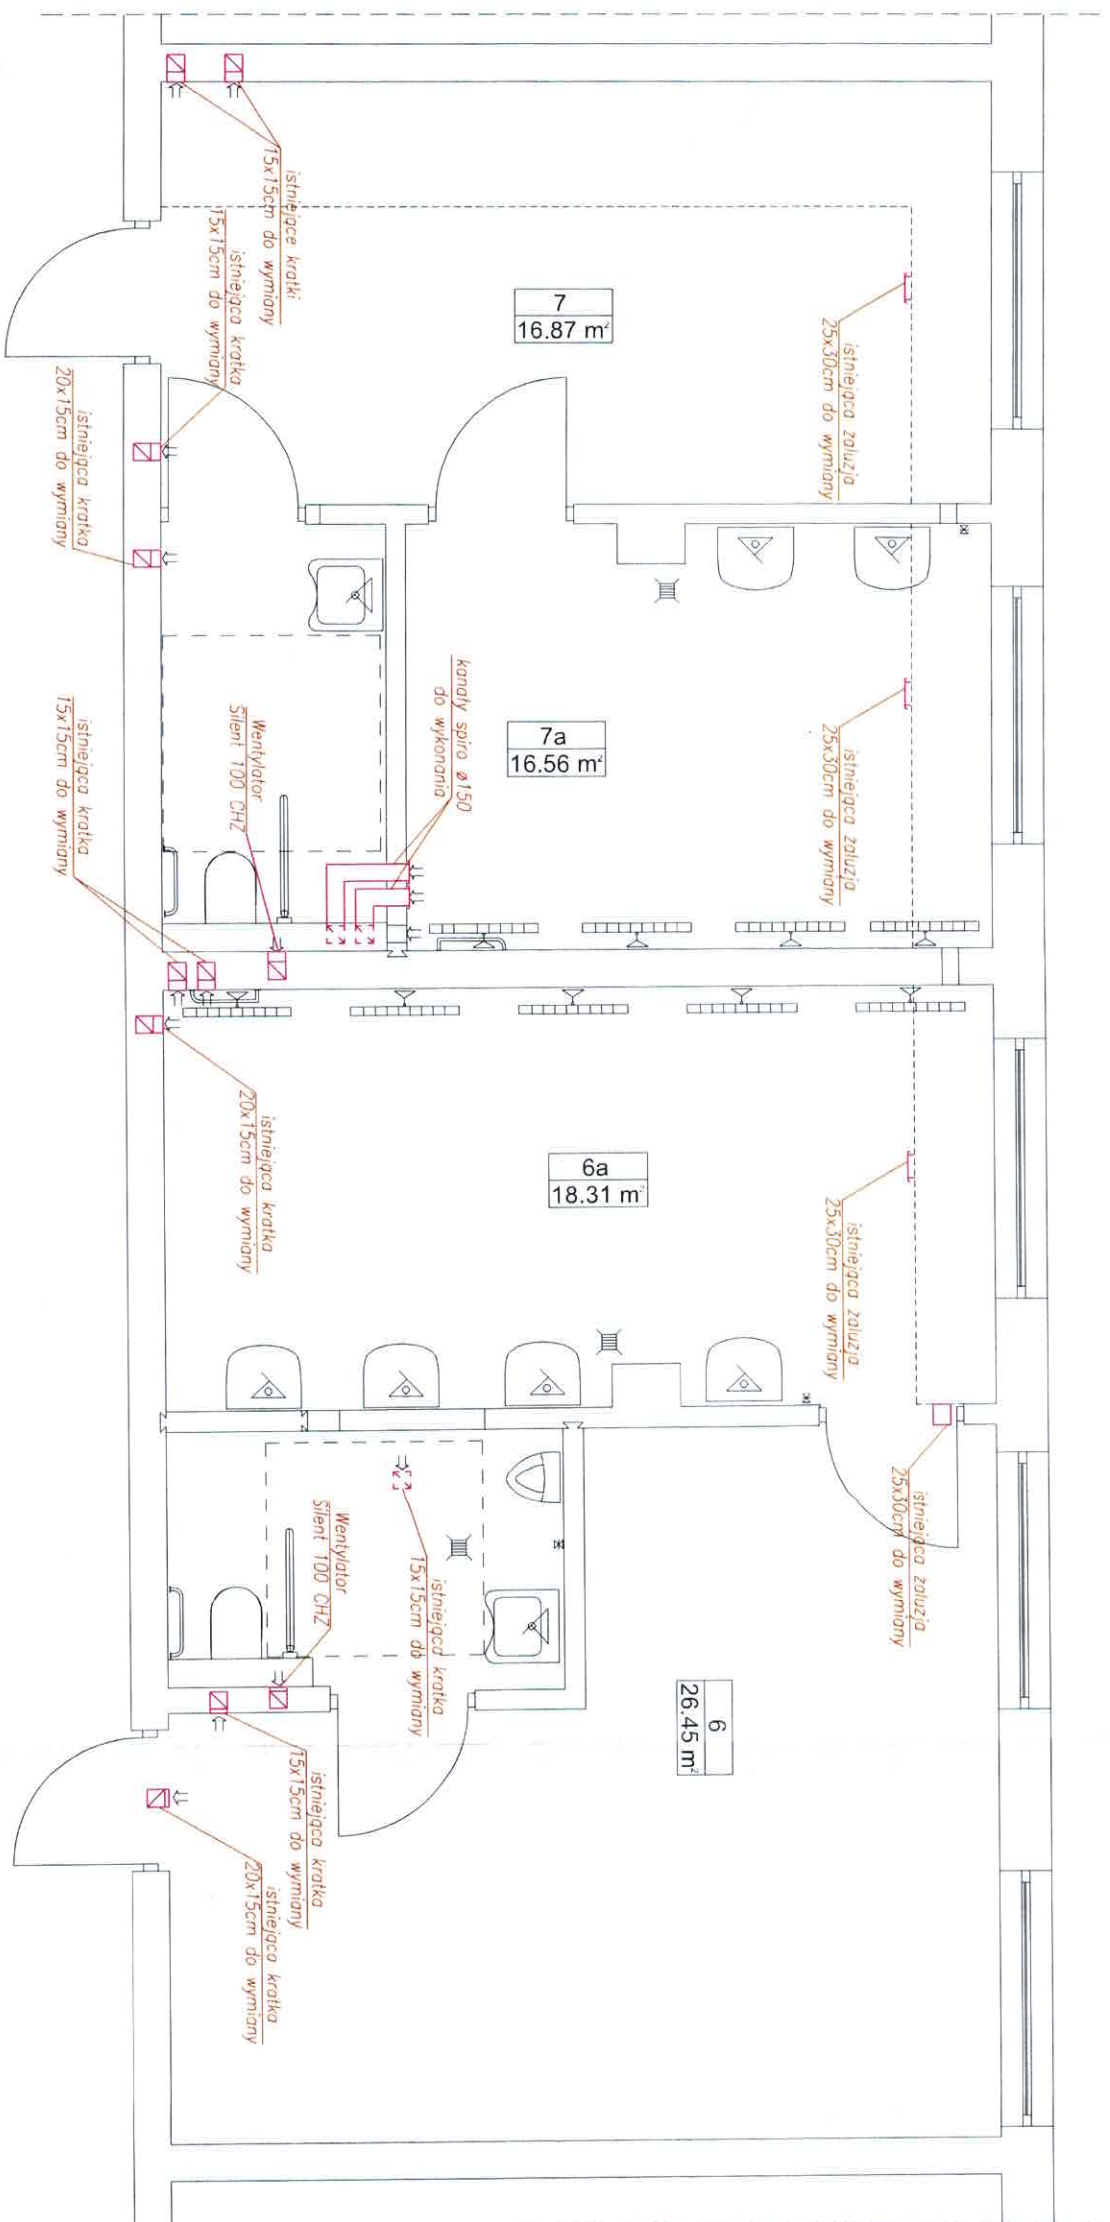 istniejące kratki
15x15cm do wymiany
istniejąca kratka
15x15cm do wymiany
7
16.87 m²
istniejąca żaluzja
25x30cm do wymiany
istniejąca kratka
20x15cm do wymiany
kanały spiro ø150
do wykonania
Wentylator
Silent 100 CHZ
7a
16.56 m²
istniejąca żaluzja
25x30cm do wymiany
istniejąca kratka
15x15cm do wymiany
istniejąca kratka
20x15cm do wymiany
6a
18.31 m²
istniejąca żaluzja
25x30cm do wymiany
istniejąca żaluzja
25x30cm do wymiany
Wentylator
Silent 100 CHZ
istniejąca kratka
15x15cm do wymiany
6
26.45 m²
istniejąca kratka
15x15cm do wymiany
istniejąca kratka
20x15cm do wymiany